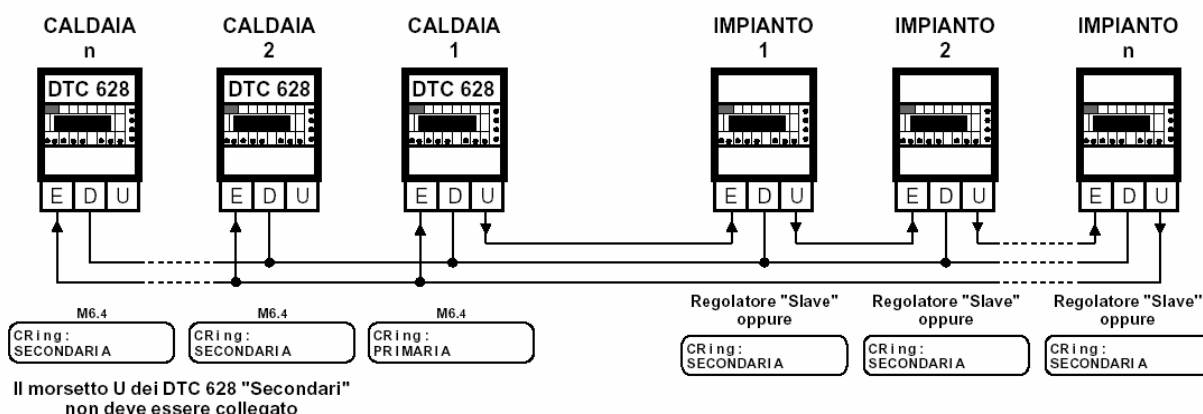 CALDAIA n
CALDAIA 2
CALDAIA 1
IMPIANTO 1
IMPIANTO 2
IMPIANTO n
DTC 628
DTC 628
DTC 628
E D U
E D U
E D U
E D U
E D U
E D U
M6.4
CRing:
SECONDARIA
M6.4
CRing:
SECONDARIA
M6.4
CRing:
PRIMARIA
Regolatore "Slave"
oppure
CRing:
SECONDARIA
Regolatore "Slave"
oppure
CRing:
SECONDARIA
Regolatore "Slave"
oppure
CRing:
SECONDARIA
Il morsetto U dei DTC 628 "Secondari"
non deve essere collegato